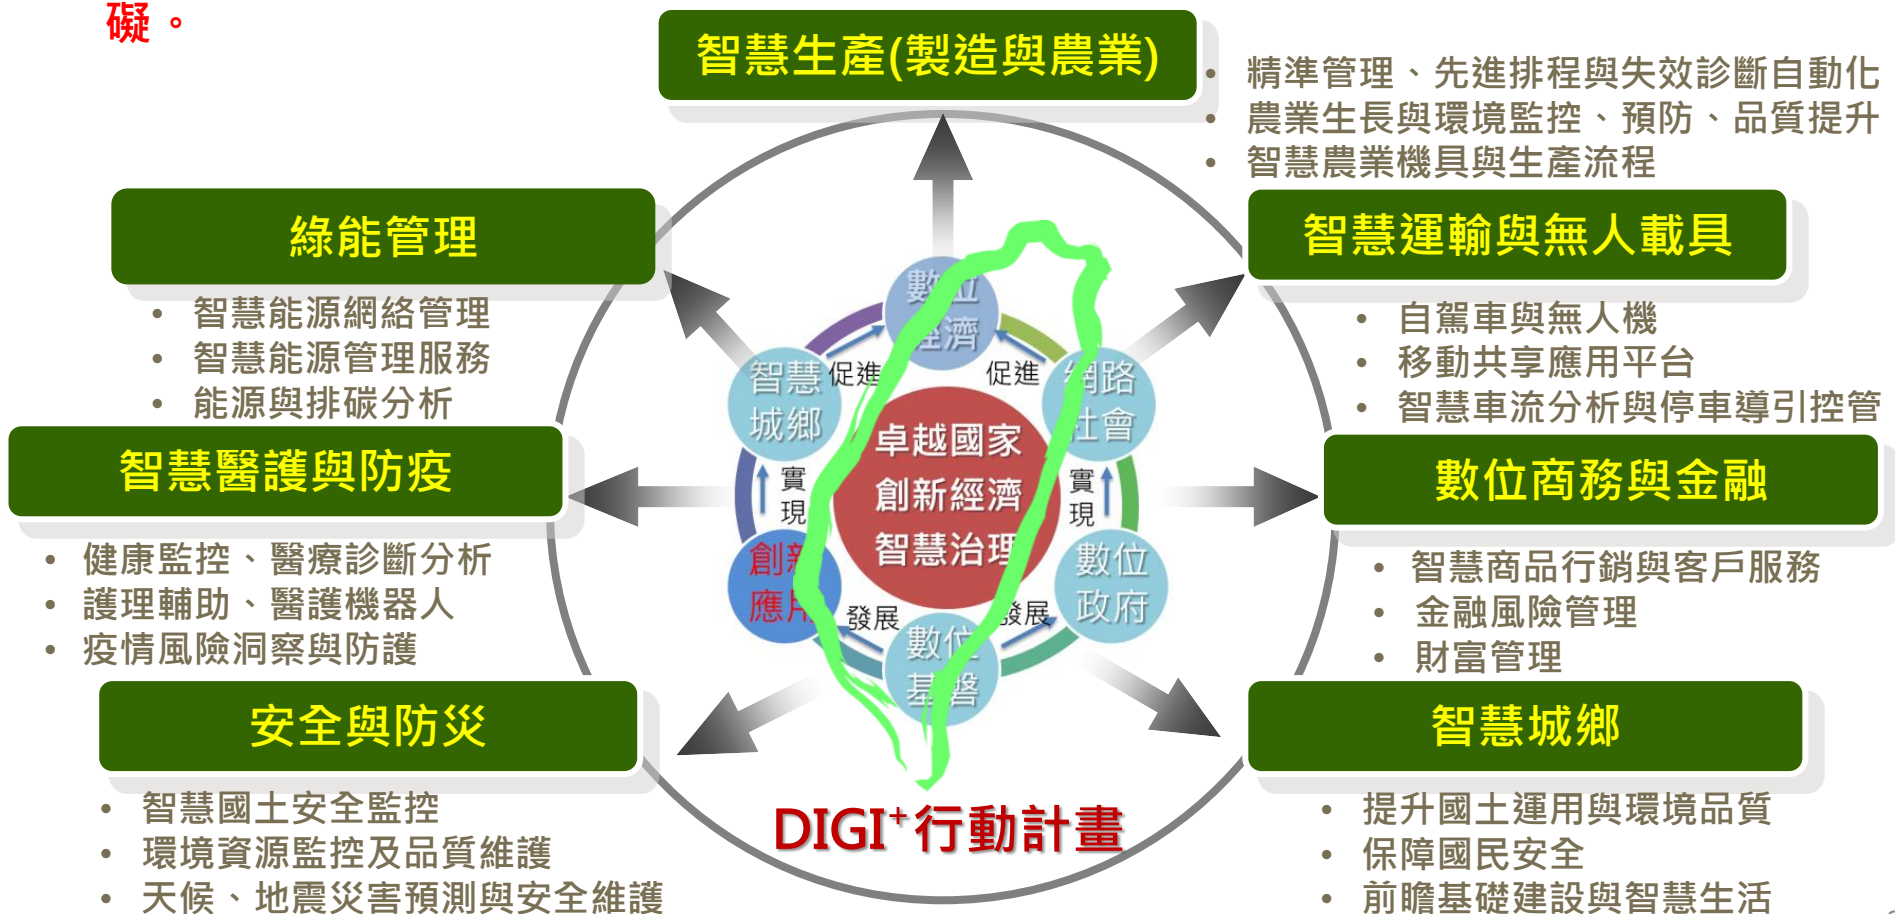 礙。
智慧生產(製造與農業)
• 精準管理、先進排程與失效診斷自動化
• 農業生長與環境監控、預防、品質提升
• 智慧農業機具與生產流程
綠能管理
• 智慧能源網絡管理
• 智慧能源管理服務
• 能源與排碳分析
智慧運輸與無人載具
• 自駕車與無人機
• 移動共享應用平台
• 智慧車流分析與停車導引控管
智慧醫護與防疫
• 健康監控、醫療診斷分析
• 護理輔助、醫護機器人
• 疫情風險洞察與防護
數位商務與金融
• 智慧商品行銷與客戶服務
• 金融風險管理
• 財富管理
安全與防災
• 智慧國土安全監控
• 環境資源監控及品質維護
• 天候、地震災害預測與安全維護
智慧城鄉
• 提升國土運用與環境品質
• 保障國民安全
• 前瞻基礎建設與智慧生活
數位
經濟
促進
促進
智慧
城鄉
網路
社會
卓越國家
創新經濟
智慧治理
實
現
實
現
創新
應用
數位
政府
發展
發展
數位
基磐
DIGI⁺行動計畫